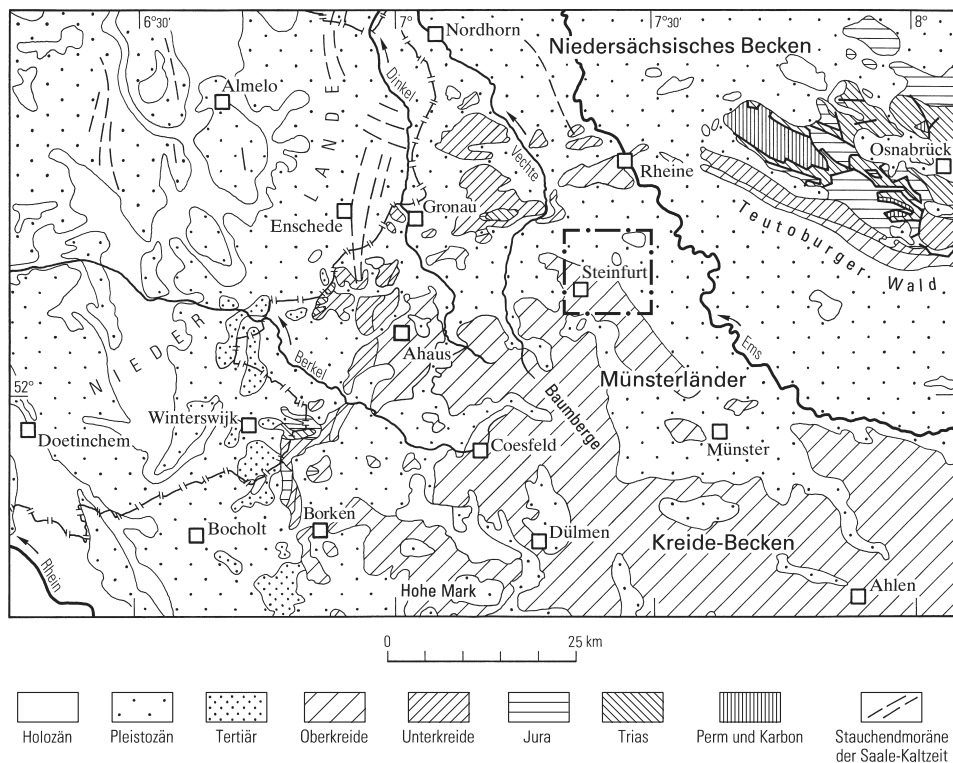 6°30'
7°
7°30'
8°
Nordhorn
Niedersächsisches Becken
Almelo
Dinkel
Vechte
Osnabrück
Rheine
Enschede
Gronau
Teutoburger
Wald
Steinfurt
NIEDERLANDE
Ahaus
Ems
Berkel
52°
Münsterländer
Baumberge
Winterswijk
Doetinchem
Coesfeld
Münster
Borken
Bocholt
Dülmen
Kreide-Becken
Rhein
Hohe Mark
Ahlen
0 25 km
Holozän Pleistozän Tertiär Oberkreide Unterkreide Jura Trias Perm und Karbon Stauchendmoräne
der Saale-Kaltzeit